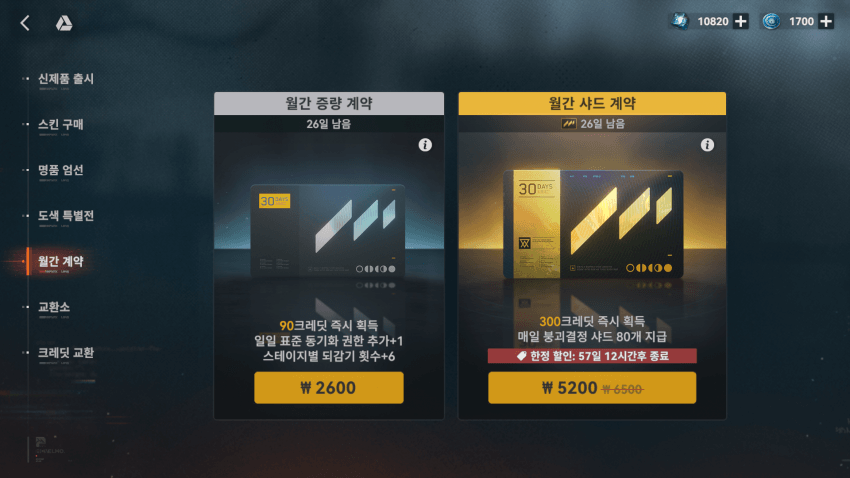 10820
1700
신제품 출시
스킨 구매
명품 엄선
도색 특별전
월간 계약
교환소
크레딧 교환
월간 증량 계약
26일 남음
30 DAYS
90크레딧 즉시 획득
일일 표준 동기화 권한 추가+1
스테이지별 되감기 횟수+6
₩ 2600
월간 샤드 계약
26일 남음
30 DAYS
300크레딧 즉시 획득
매일 붕괴결정 샤드 80개 지급
한정 할인: 57일 12시간후 종료
₩ 5200 ₩ 6500